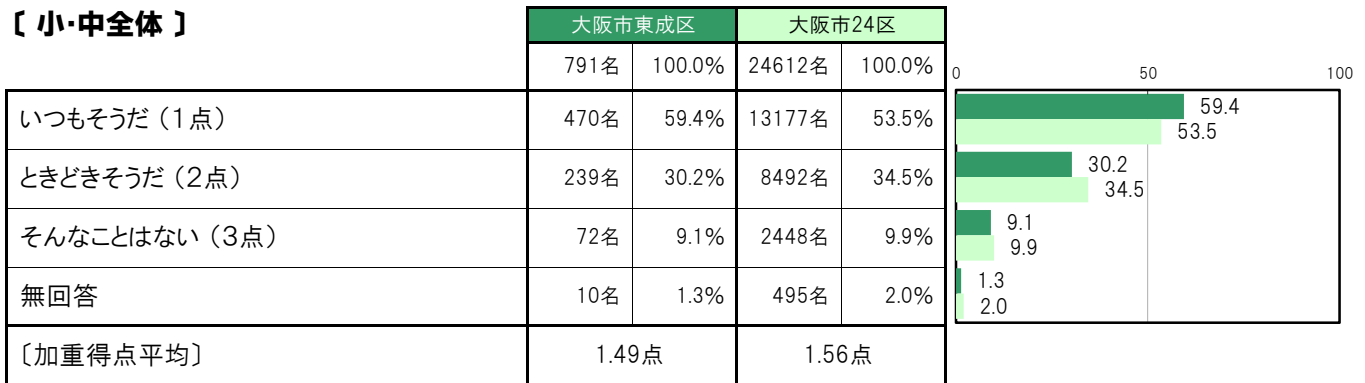 〔 小・中全体 〕
大阪市東成区 大阪市24区
791名 100.0% 24612名 100.0%
0 50 100
いつもそうだ（1点） 470名 59.4% 13177名 53.5%
59.4
53.5
ときどきそうだ（2点） 239名 30.2% 8492名 34.5%
30.2
34.5
そんなことはない（3点） 72名 9.1% 2448名 9.9%
9.1
9.9
無回答 10名 1.3% 495名 2.0%
1.3
2.0
〔加重得点平均〕 1.49点 1.56点